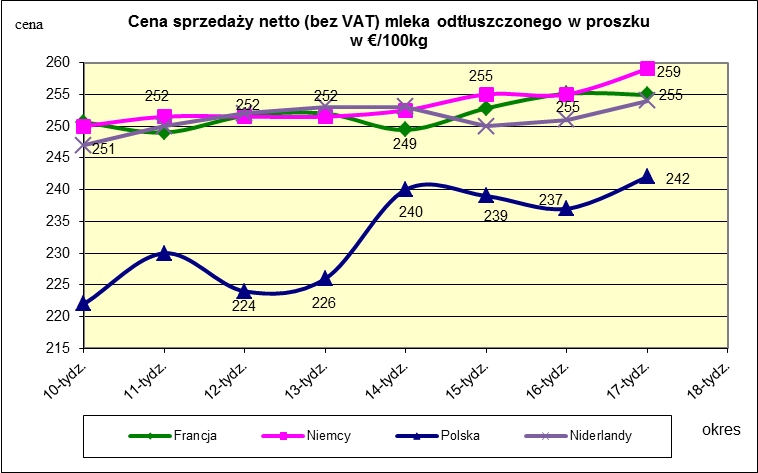 cena
Cena sprzedaży netto (bez VAT) mleka odtłuszczonego w proszku
w €/100kg
260
255
250
245
240
235
230
225
220
215
252
252
252
255
255
259
255
251
249
240
239
237
242
224
226
10-tydz.
11-tydz.
12-tydz.
13-tydz.
14-tydz.
15-tydz.
16-tydz.
17-tydz.
18-tydz.
okres
Francja
Niemcy
Polska
Niderlandy